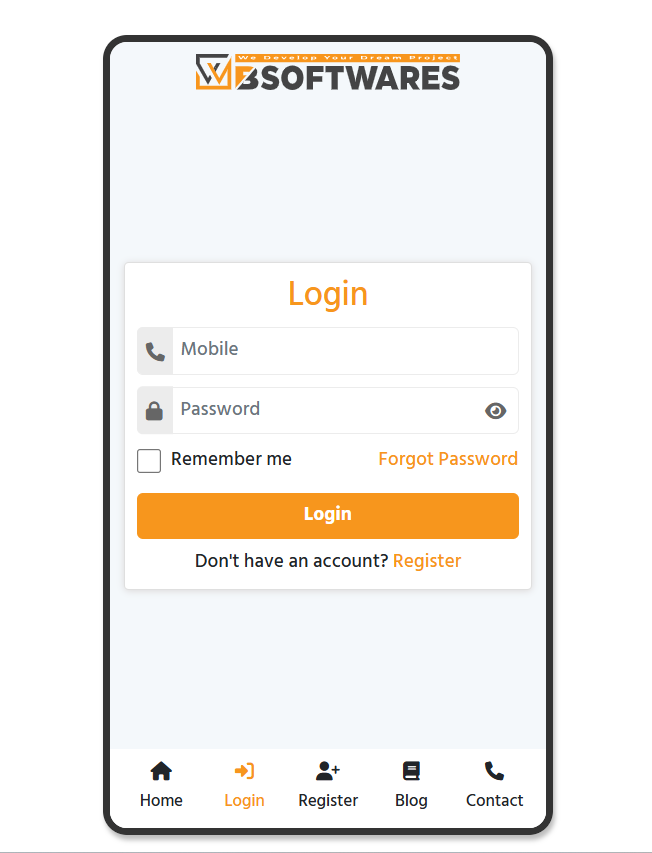 We Develop Your Dream Project
WBSOFTWARES
Login
Mobile
Password
Remember me
Forgot Password
Login
Don't have an account? Register
Home
Login
Register
Blog
Contact